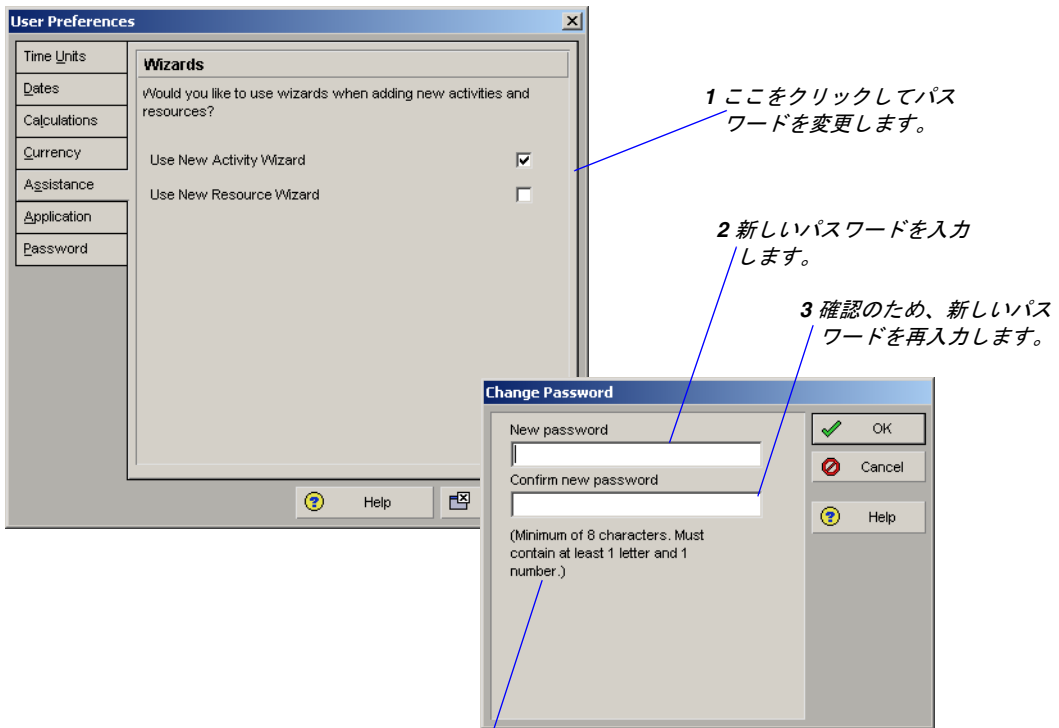 User Preferences
Time Units
Dates
Calculations
Currency
Assistance
Application
Password
Wizards
Would you like to use wizards when adding new activities and
resources?
Use New Activity Wizard
Use New Resource Wizard
Help
1 ここをクリックしてパス
ワードを変更します。
2 新しいパスワードを入力
します。
3 確認のため、新しいパス
ワードを再入力します。
Change Password
New password
Confirm new password
(Minimum of 8 characters. Must
contain at least 1 letter and 1
number.)
OK
Cancel
Help